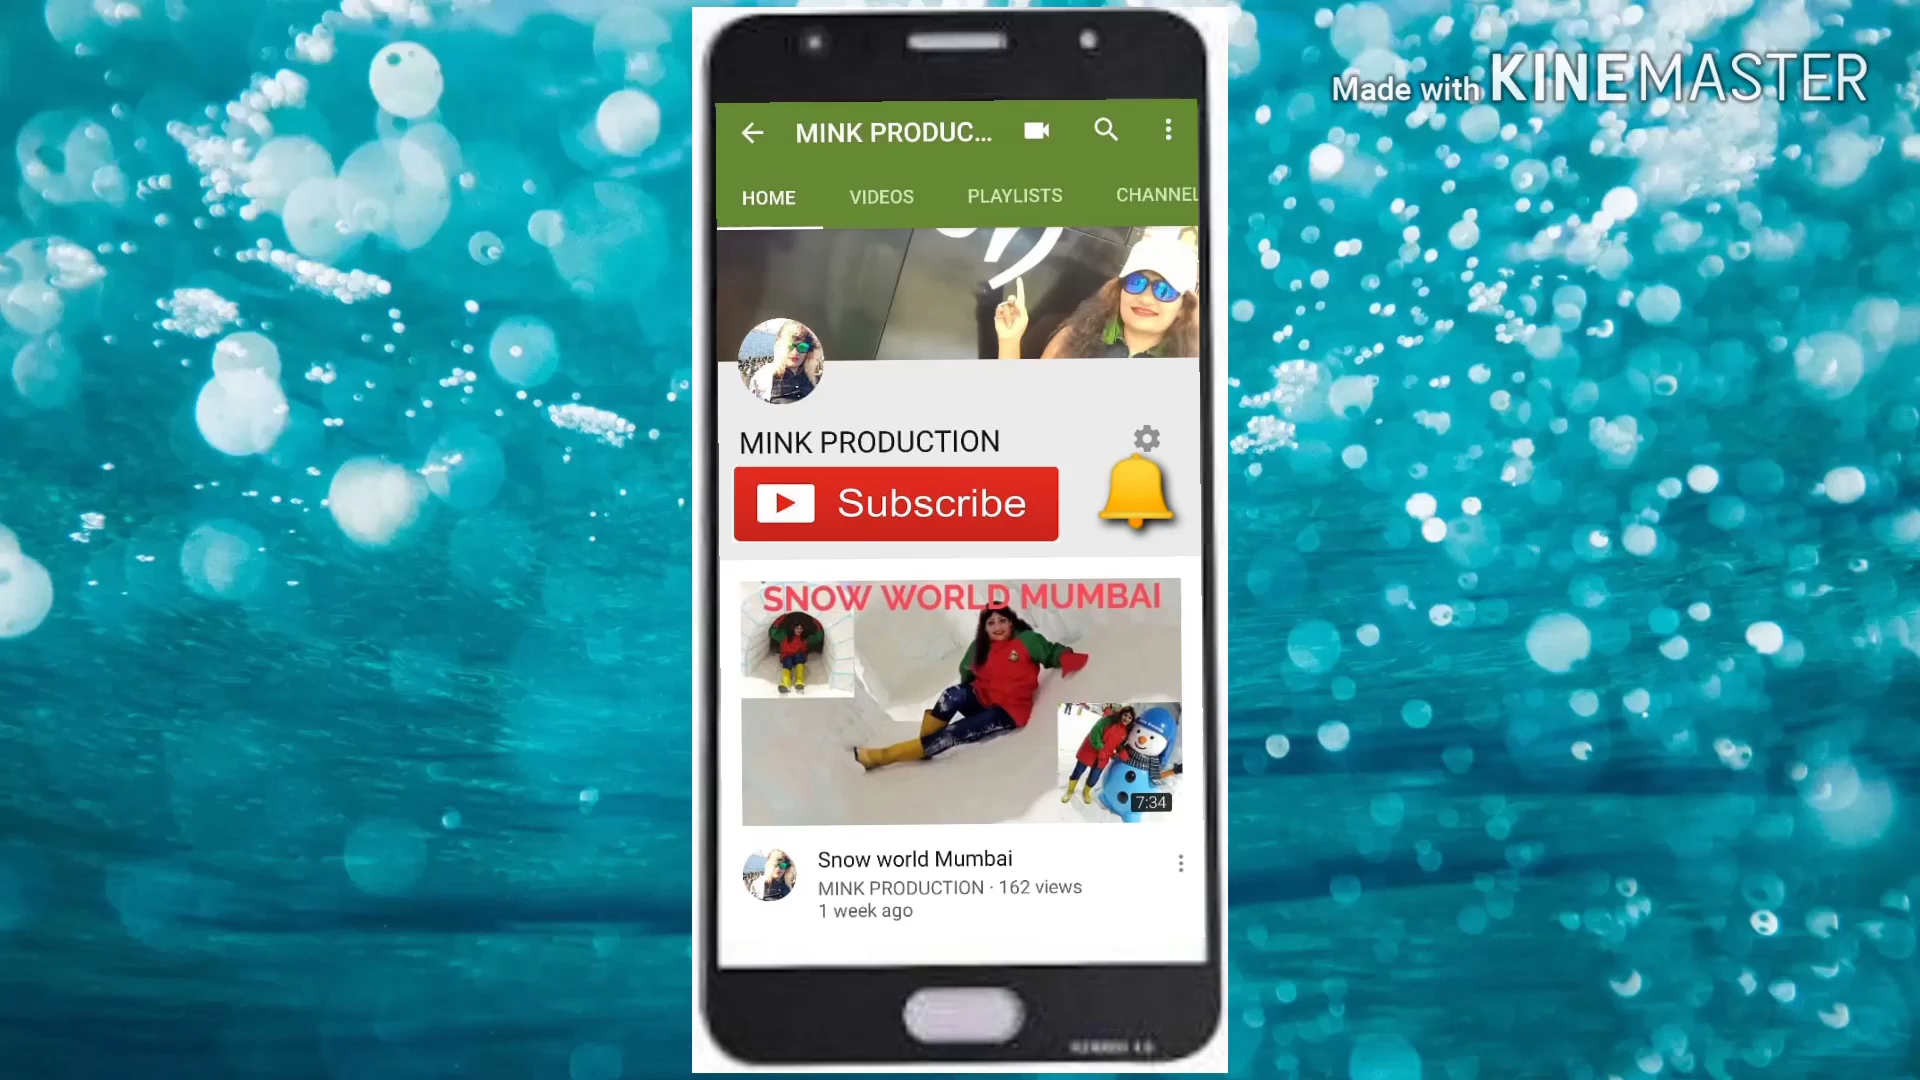 Made with KINEMASTER
MINK PRODUC...
HOME VIDEOS PLAYLISTS CHANNEL
MINK PRODUCTION
Subscribe
SNOW WORLD MUMBAI
7:34
Snow world Mumbai
MINK PRODUCTION · 162 views
1 week ago